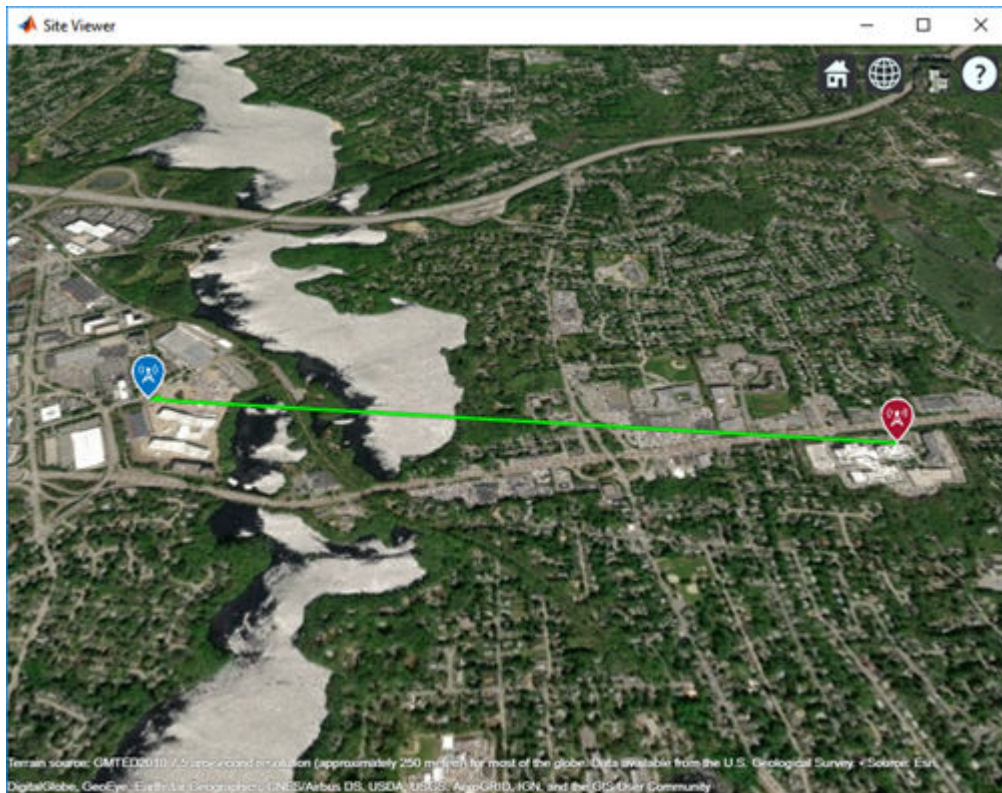 Site Viewer
?
Terrain source: GMTED2010 7.5 arc-second resolution (approximately 250 meters) for most of the globe. Data available from the U.S. Geological Survey. • Source: Esri,
DigitalGlobe, GeoEye, Earthstar Geographics, CNES/Airbus DS, USDA, USGS, AeroGRID, IGN, and the GIS User Community